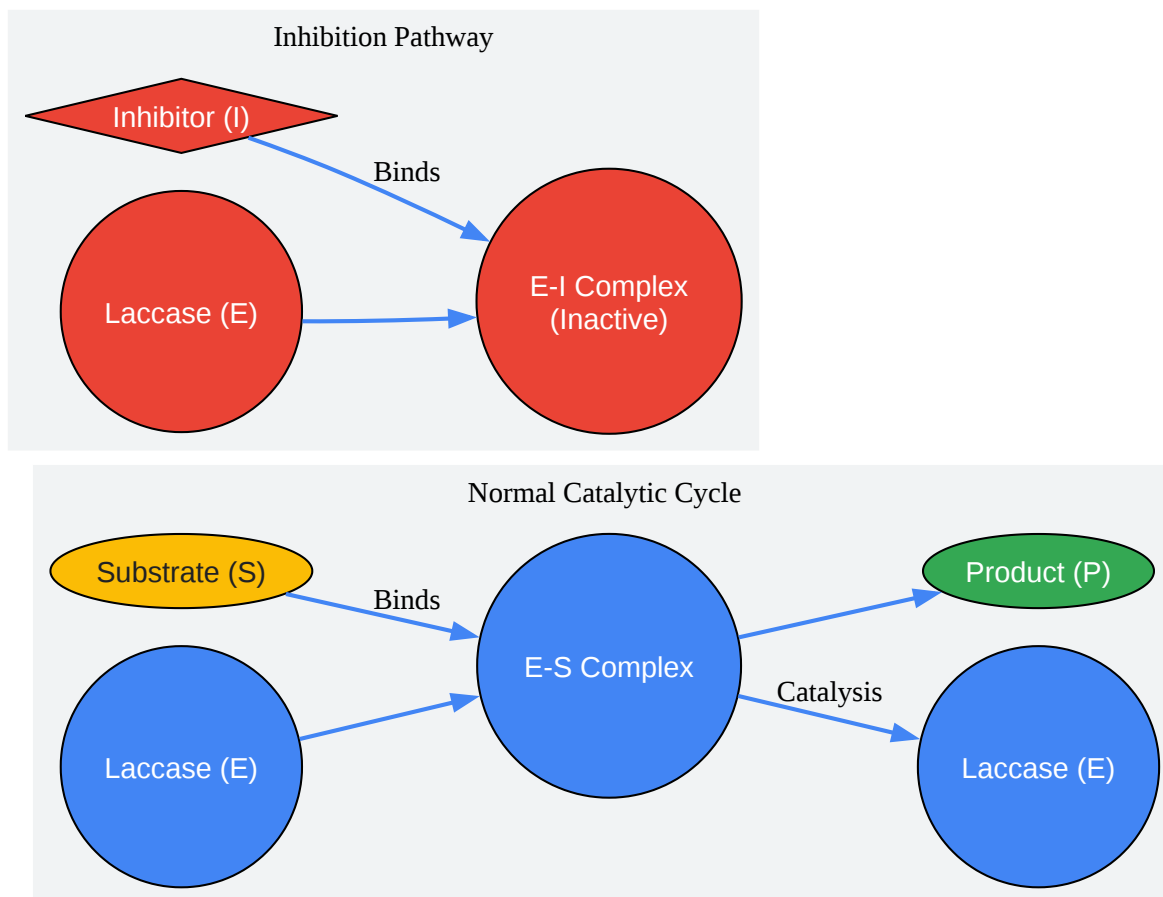 Inhibition Pathway
Inhibitor (I)
Binds
Laccase (E)
E-I Complex
(Inactive)
Normal Catalytic Cycle
Substrate (S)
Binds
Product (P)
E-S Complex
Catalysis
Laccase (E)
Laccase (E)